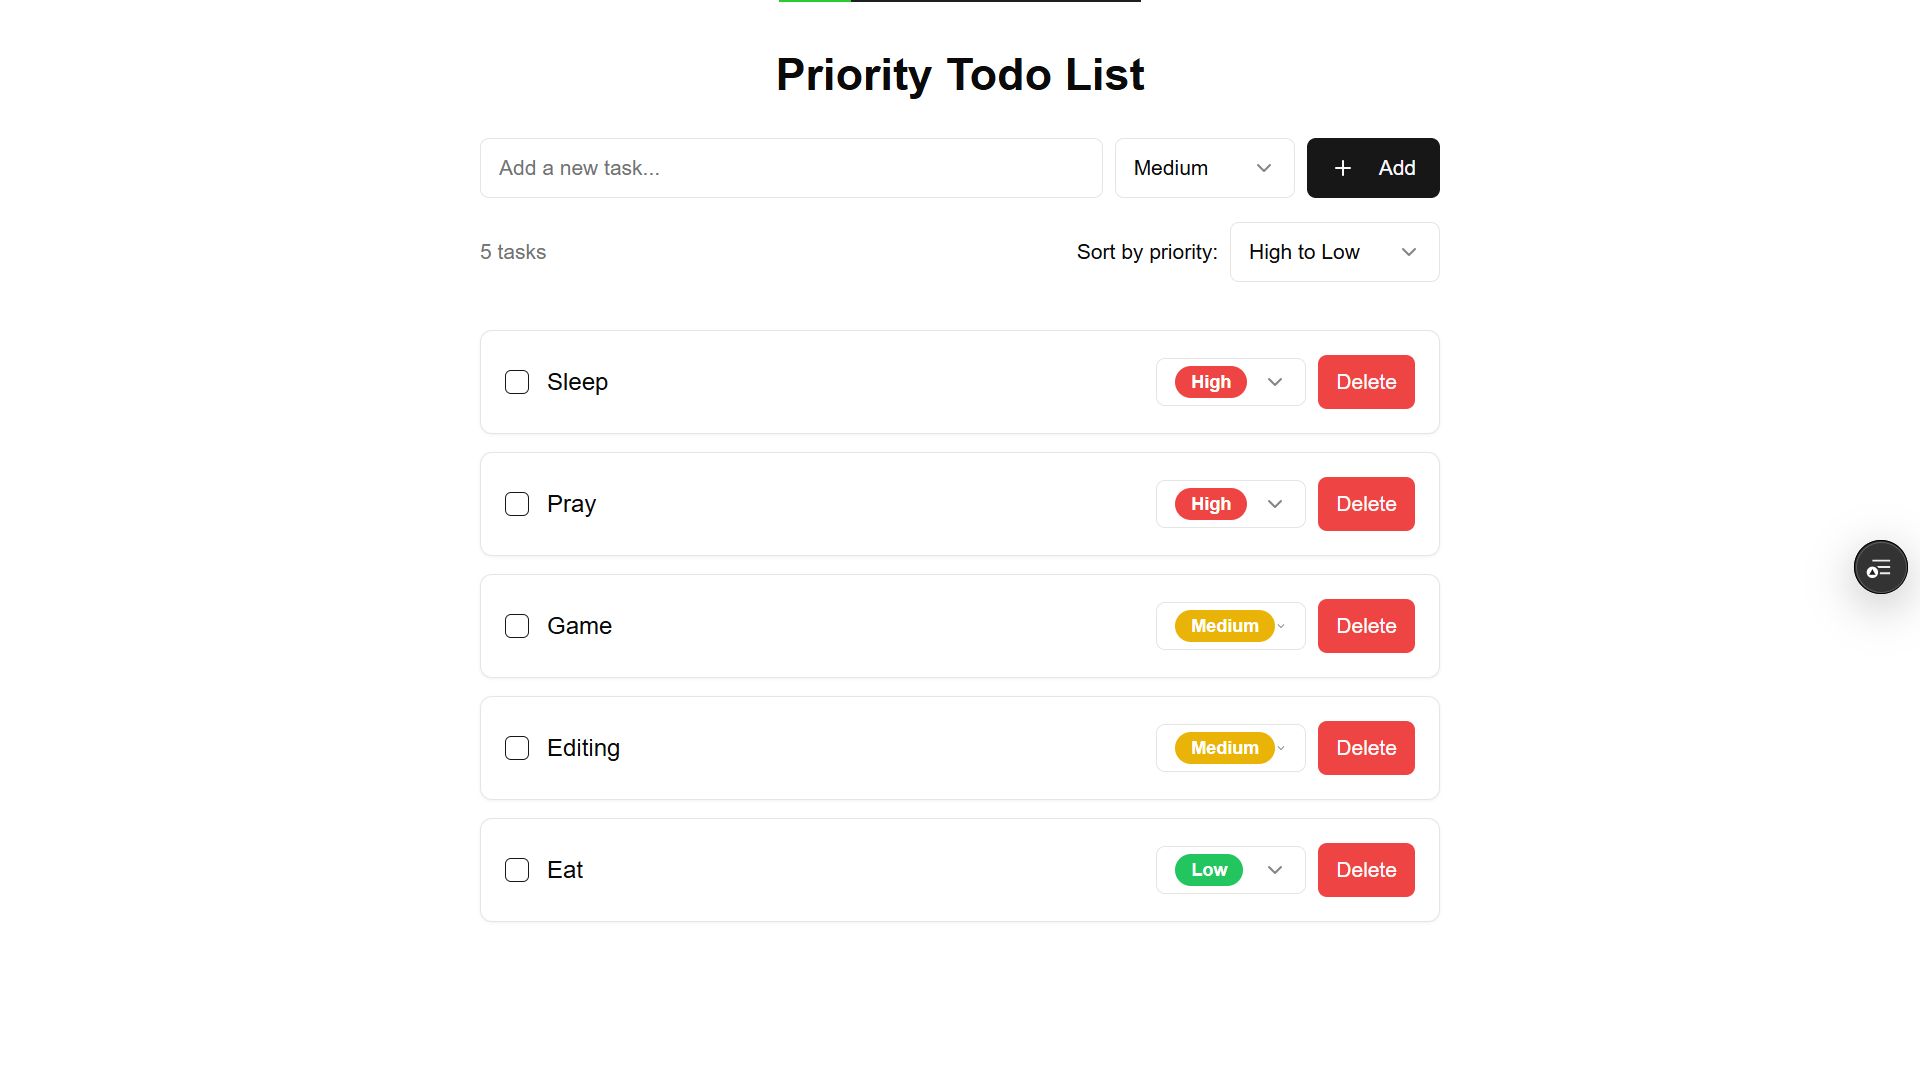 Priority Todo List
Add a new task... Medium Add
5 tasks Sort by priority: High to Low
Sleep High Delete
Pray High Delete
Game Medium Delete
Editing Medium Delete
Eat Low Delete